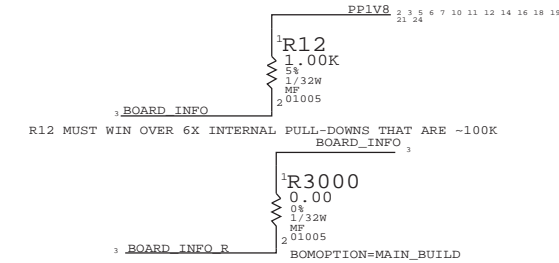 PP1V8 2 3 5 6 7 10 11 12 14 16 18 19
21 24
1 R12
1.00K
5%
1/32W
MF
2 01005
3 BOARD_INFO
R12 MUST WIN OVER 6X INTERNAL PULL-DOWNS THAT ARE ~100K
BOARD_INFO 3
1 R3000
0.00
0%
1/32W
MF
2 01005
3 BOARD_INFO_R
BOMOPTION=MAIN_BUILD